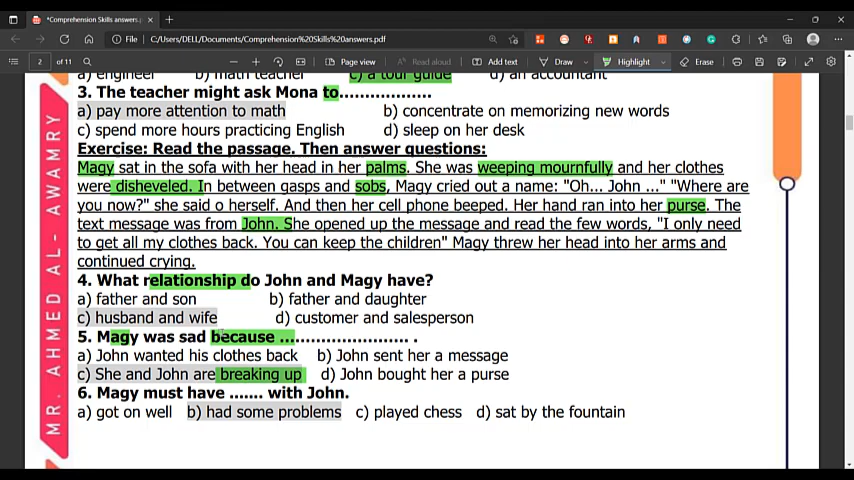 *Comprehension Skills answers.
File
C:/Users/DELL/Documents/Comprehension%20Skills%20answers.pdf
2 of 11
Page view
Read aloud
Add text
Draw
Highlight
Erase
a) engineer b) math teacher c) a tour guide d) an accountant
3. The teacher might ask Mona to..................
a) pay more attention to math b) concentrate on memorizing new words
c) spend more hours practicing English d) sleep on her desk
Exercise: Read the passage. Then answer questions:
Magy sat in the sofa with her head in her palms. She was weeping mournfully and her clothes
were disheveled. In between gasps and sobs, Magy cried out a name: "Oh... John ..." "Where are
you now?" she said o herself. And then her cell phone beeped. Her hand ran into her purse. The
text message was from John. She opened up the message and read the few words, "I only need
to get all my clothes back. You can keep the children" Magy threw her head into her arms and
continued crying.
4. What relationship do John and Magy have?
a) father and son b) father and daughter
c) husband and wife d) customer and salesperson
5. Magy was sad because .......................... .
a) John wanted his clothes back b) John sent her a message
c) She and John are breaking up d) John bought her a purse
6. Magy must have ....... with John.
a) got on well b) had some problems c) played chess d) sat by the fountain
MR. AHMED AL- AWAMRY